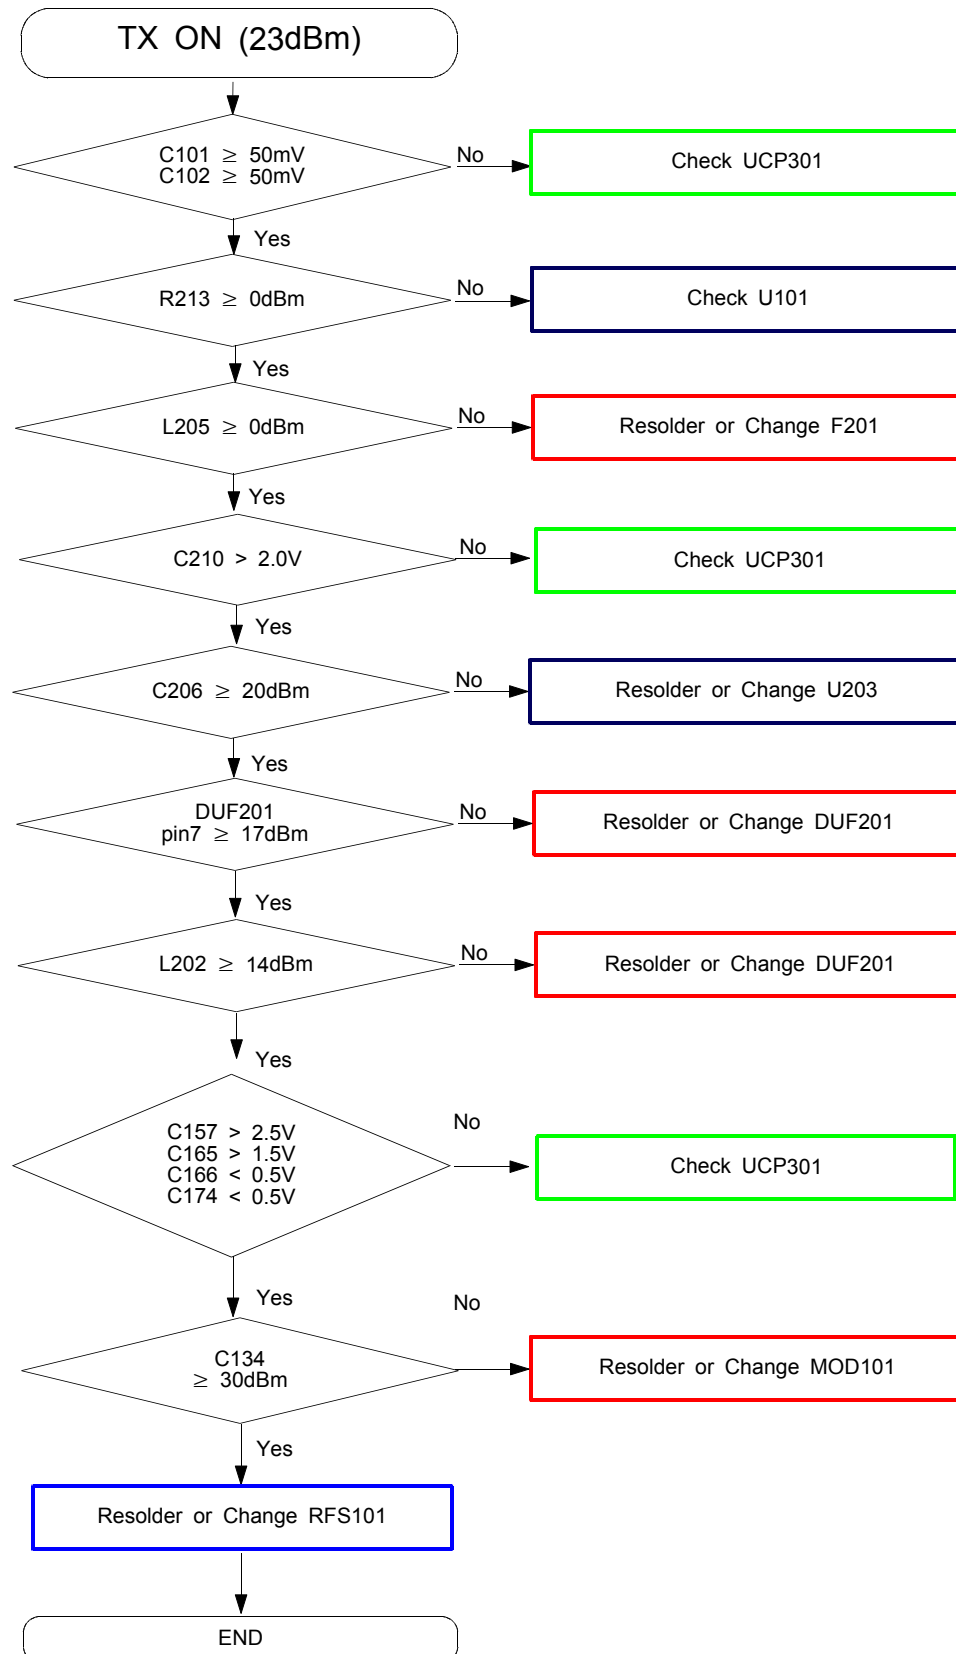 TX ON (23dBm)
C101 ≥ 50mV
C102 ≥ 50mV
No
Check UCP301
Yes
R213 ≥ 0dBm
No
Check U101
Yes
L205 ≥ 0dBm
No
Resolder or Change F201
Yes
C210 > 2.0V
No
Check UCP301
Yes
C206 ≥ 20dBm
No
Resolder or Change U203
Yes
DUF201
pin7 ≥ 17dBm
No
Resolder or Change DUF201
Yes
L202 ≥ 14dBm
No
Resolder or Change DUF201
Yes
C157 > 2.5V
C165 > 1.5V
C166 < 0.5V
C174 < 0.5V
No
Check UCP301
Yes
C134
≥ 30dBm
No
Resolder or Change MOD101
Yes
Resolder or Change RFS101
END